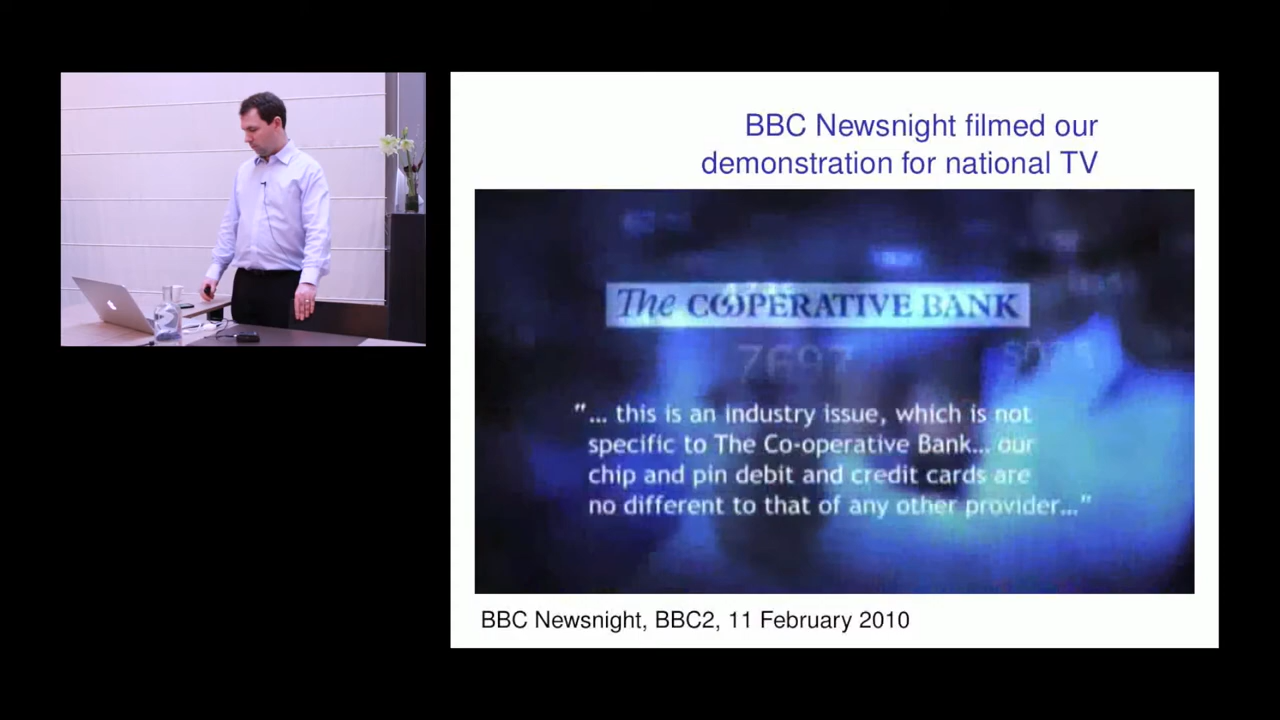 BBC Newsnight filmed our
demonstration for national TV
The COOPERATIVE BANK
7697
"... this is an industry issue, which is not
specific to The Co-operative Bank... our
chip and pin debit and credit cards are
no different to that of any other provider..."
BBC Newsnight, BBC2, 11 February 2010